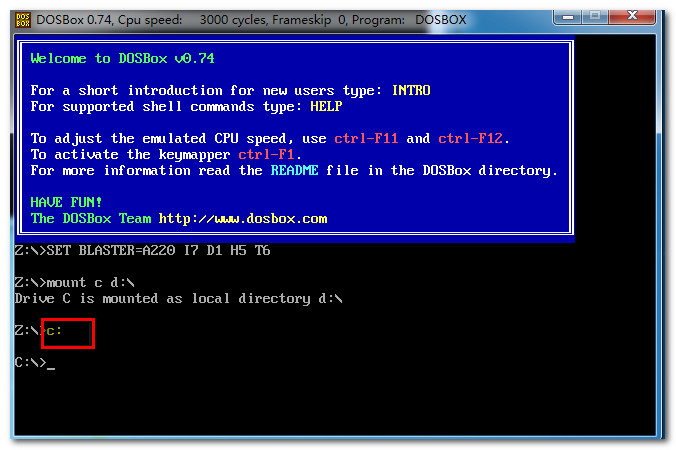 DOS
BOX
DOSBox 0.74, Cpu speed: 3000 cycles, Frameskip 0, Program: DOSBOX
Welcome to DOSBox v0.74
For a short introduction for new users type: INTRO
For supported shell commands type: HELP
To adjust the emulated CPU speed, use ctrl-F11 and ctrl-F12.
To activate the keymapper ctrl-F1.
For more information read the README file in the DOSBox directory.
HAVE FUN!
The DOSBox Team http://www.dosbox.com
Z:\>SET BLASTER=A220 I7 D1 H5 T6
Z:\>mount c d:\
Drive C is mounted as local directory d:\
Z:\>c:
C:\>_